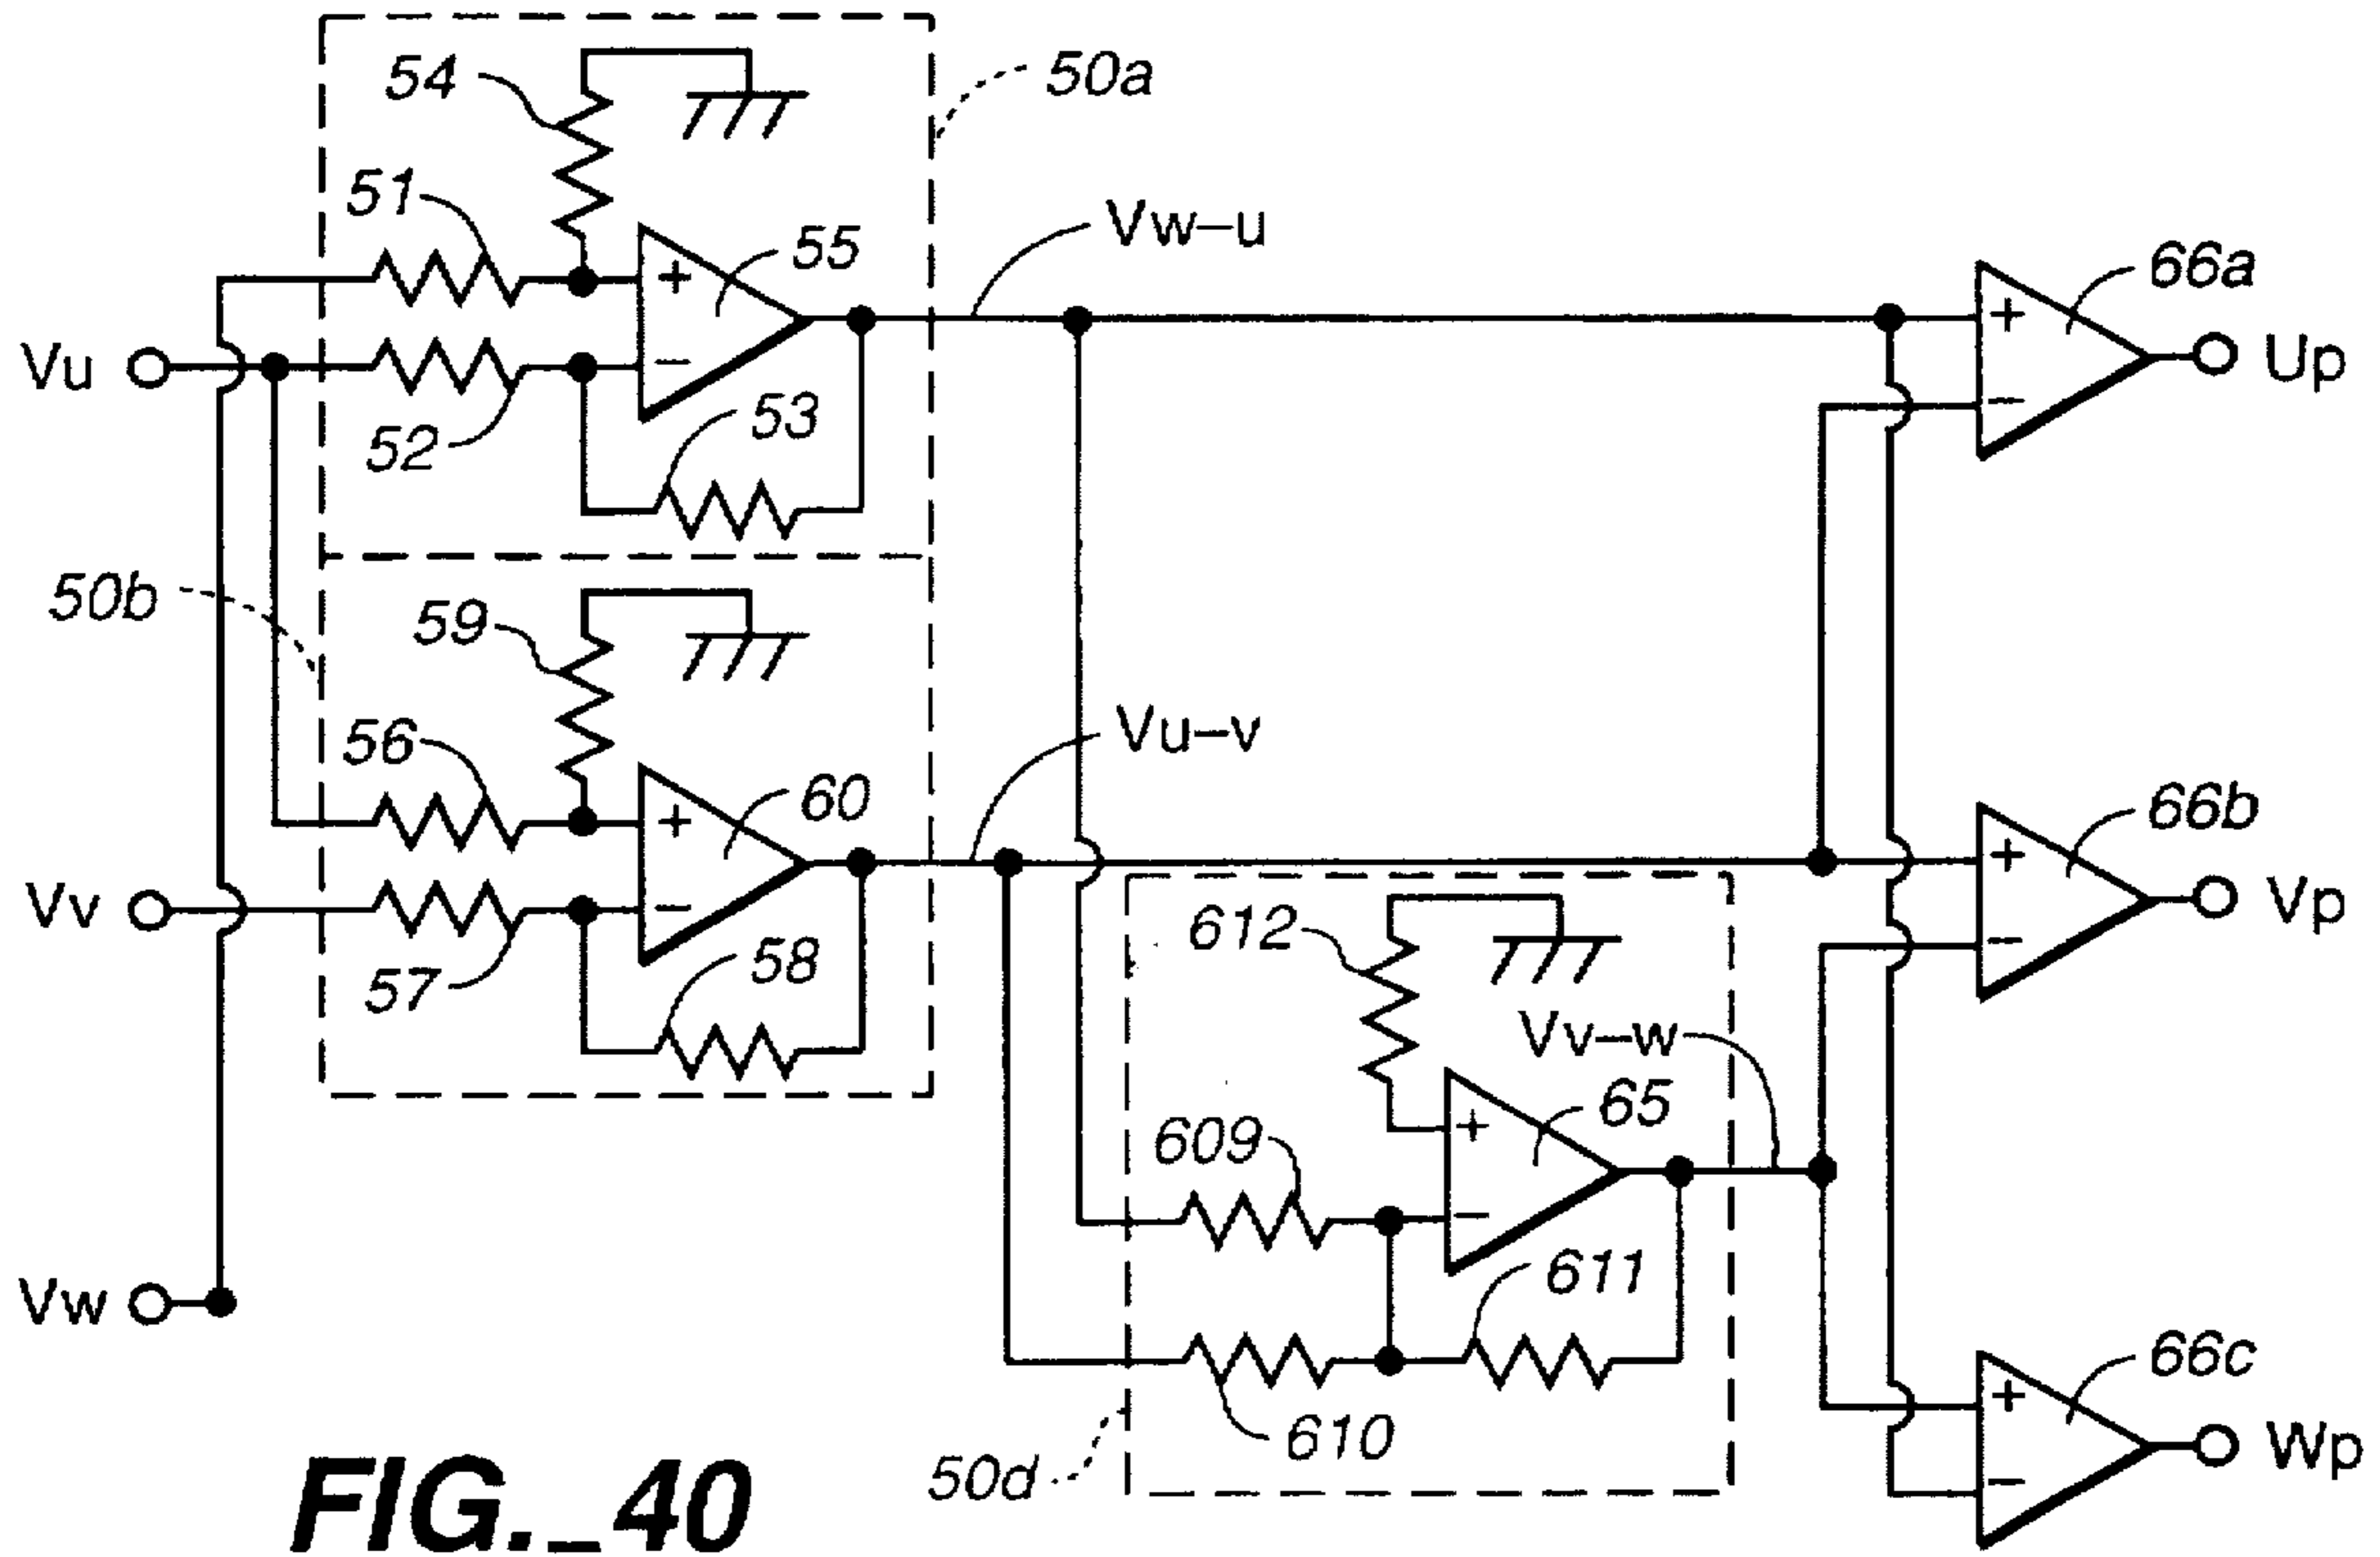 54
50a
51
55
Vw–u
66a
+
+
Vu
–
Up
–
53
52
50b
59
Vu–v
56
60
66b
+
+
612
Vv
–
Vp
–
58
57
Vv–w
65
609
+
–
611
Vw
66c
+
610
Wp
50d
–
FIG._40